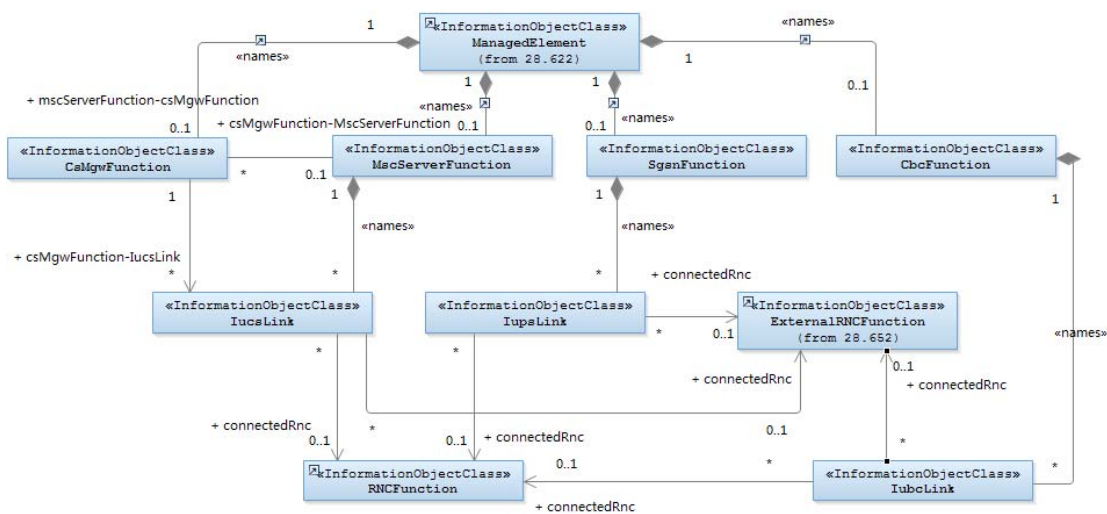 1
«InformationObjectClass»
ManagedElement
(from 28.622)
«names»
«names»
1
1
1
«names»
«names»
0..1
+ mscServerFunction-csMgwFunction
0..1
+ csMgwFunction-MscServerFunction
0..1
0..1
«InformationObjectClass»
CsMgwFunction
«InformationObjectClass»
MscServerFunction
«InformationObjectClass»
SgsnFunction
«InformationObjectClass»
CbcFunction
*
0..1
1
1
1
1
«names»
«names»
+ csMgwFunction-IucsLink
*
*
*
+ connectedRnc
«InformationObjectClass»
IucsLink
«InformationObjectClass»
IupsLink
«InformationObjectClass»
ExternalRNCFunction
(from 28.652)
*
0..1
«names»
*
*
0..1
+ connectedRnc
+ connectedRnc
+ connectedRnc
*
0..1
0..1
0..1
+ connectedRnc
*
0..1
*
*
«InformationObjectClass»
RNCFunction
«InformationObjectClass»
IubcLink
+ connectedRnc